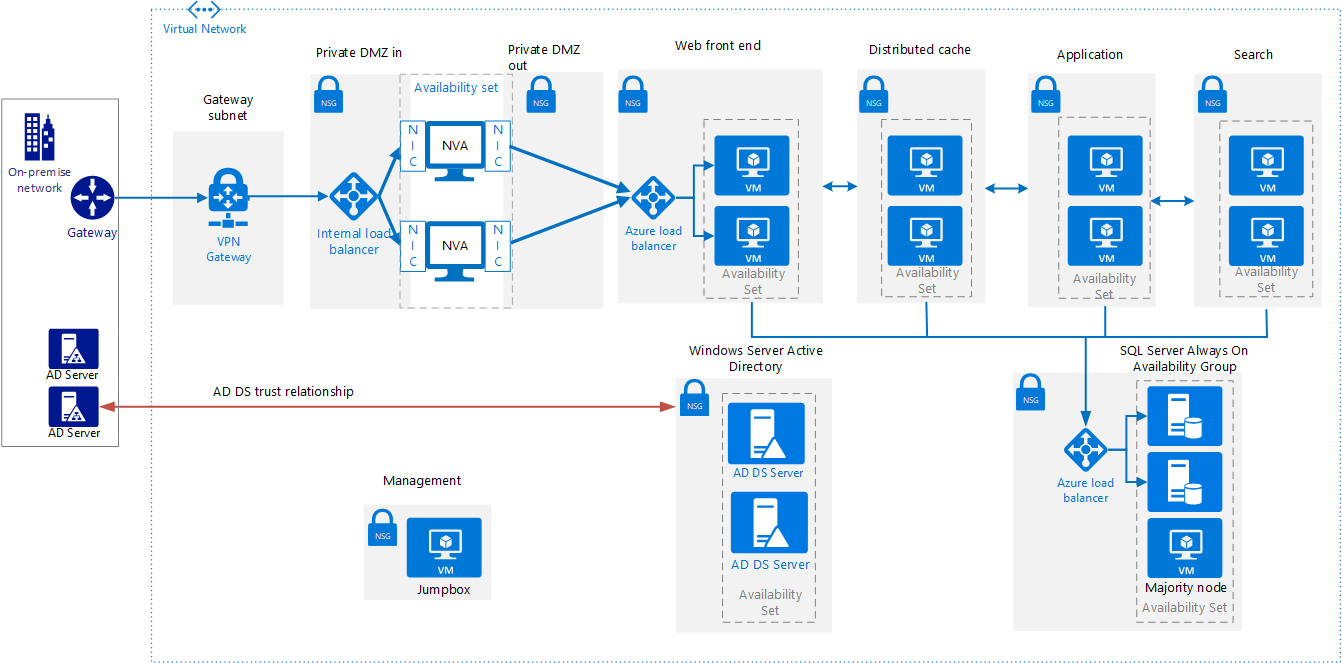 Virtual Network
On-premise
network
Gateway
AD Server
AD Server
Gateway
subnet
VPN
Gateway
Private DMZ in
NSG
Internal load
balancer
Availability set
N
I
C
NVA
N
I
C
N
I
C
NVA
N
I
C
Private DMZ
out
NSG
Web front end
NSG
Azure load
balancer
VM
VM
Availability
Set
Distributed cache
NSG
VM
VM
Availability
Set
Application
NSG
VM
VM
Availability
Set
Search
NSG
VM
VM
Availability
Set
AD DS trust relationship
Management
NSG
VM
Jumpbox
Windows Server Active
Directory
NSG
AD DS Server
AD DS Server
Availability
Set
SQL Server Always On
Availability Group
NSG
Azure load
balancer
VM
Majority node
Availability Set